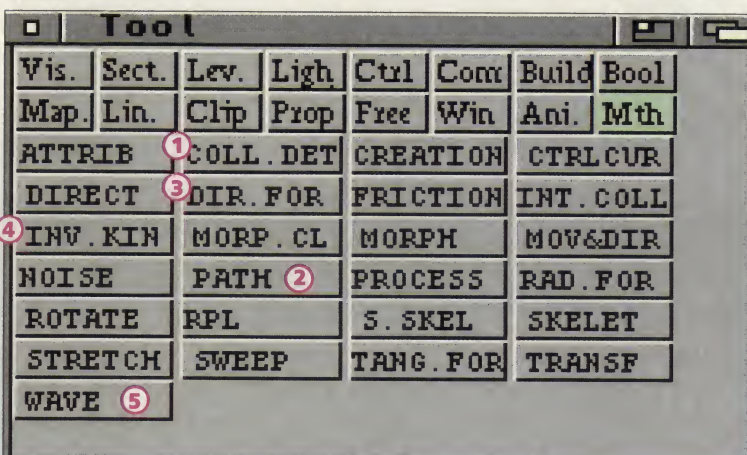 Tool
Vis. Sect. Lev. Ligh Ctrl Com Build Bool
Map. Lin. Clip Prop Free Win Ani. Mth
ATTRIB ① COLL.DET CREATION CTRLCUR
DIRECT ③ DIR.FOR FRICTION INT.COLL
④ INV.KIN MORP.CL MORPH MOV&DIR
NOISE PATH ② PROCESS RAD.FOR
ROTATE RPL S.SKEL SKELET
STRETCH SWEEP TANG.FOR TRANSF
WAVE ⑤